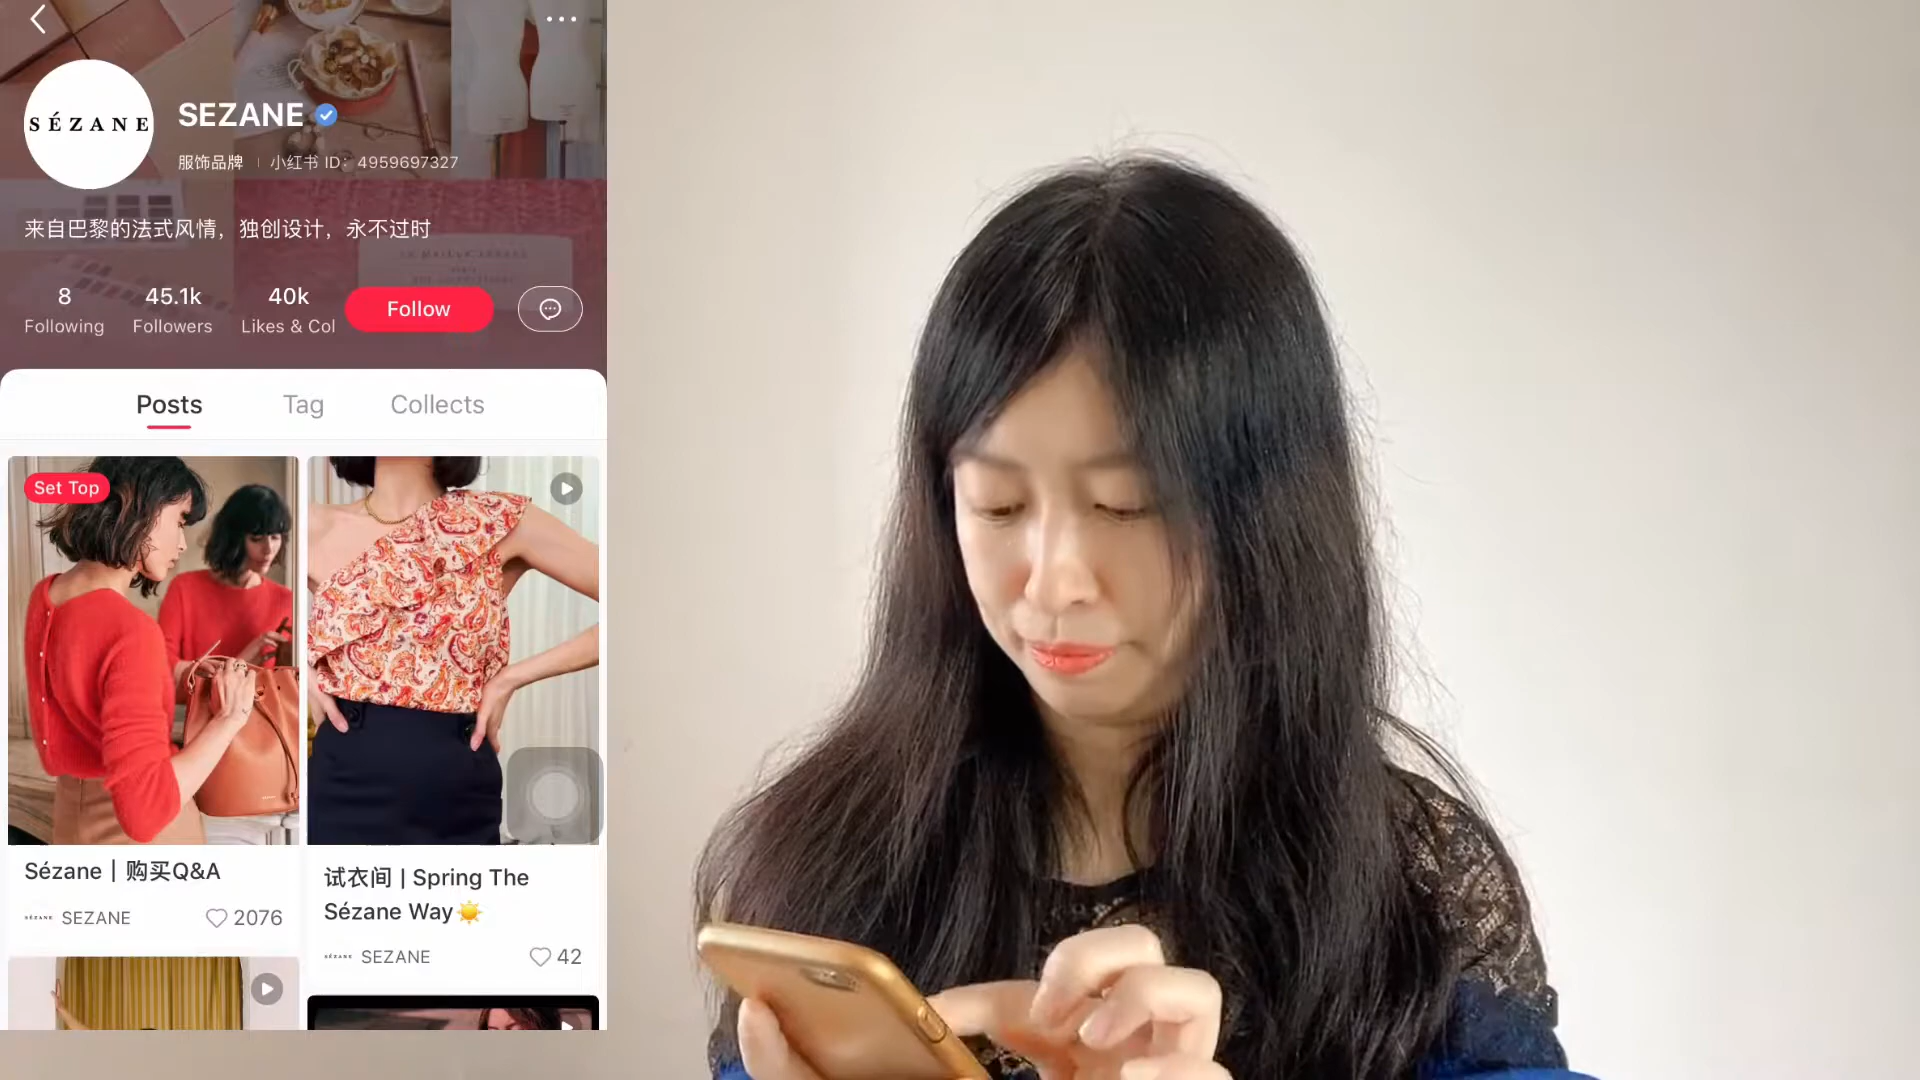 SÉZANE
SEZANE
服饰品牌 | 小红书 ID: 4959697327
来自巴黎的法式风情，独创设计，永不过时
8 45.1k 40k
Following Followers Likes & Col
Follow
Posts Tag Collects
Set Top
Sézane | 购买Q&A
SEZANE 2076
试衣间 | Spring The
Sézane Way☀️
SÉZANE SEZANE 42